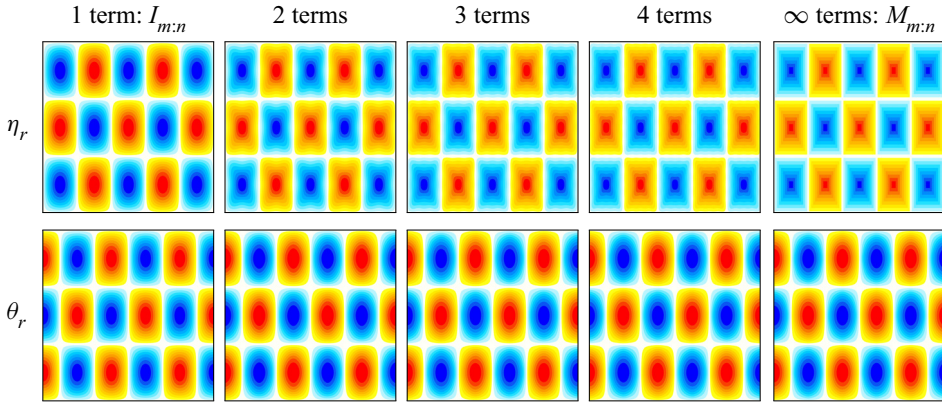 1 term: I_{m:n} 2 terms 3 terms 4 terms ∞ terms: M_{m:n}
η_r
θ_r